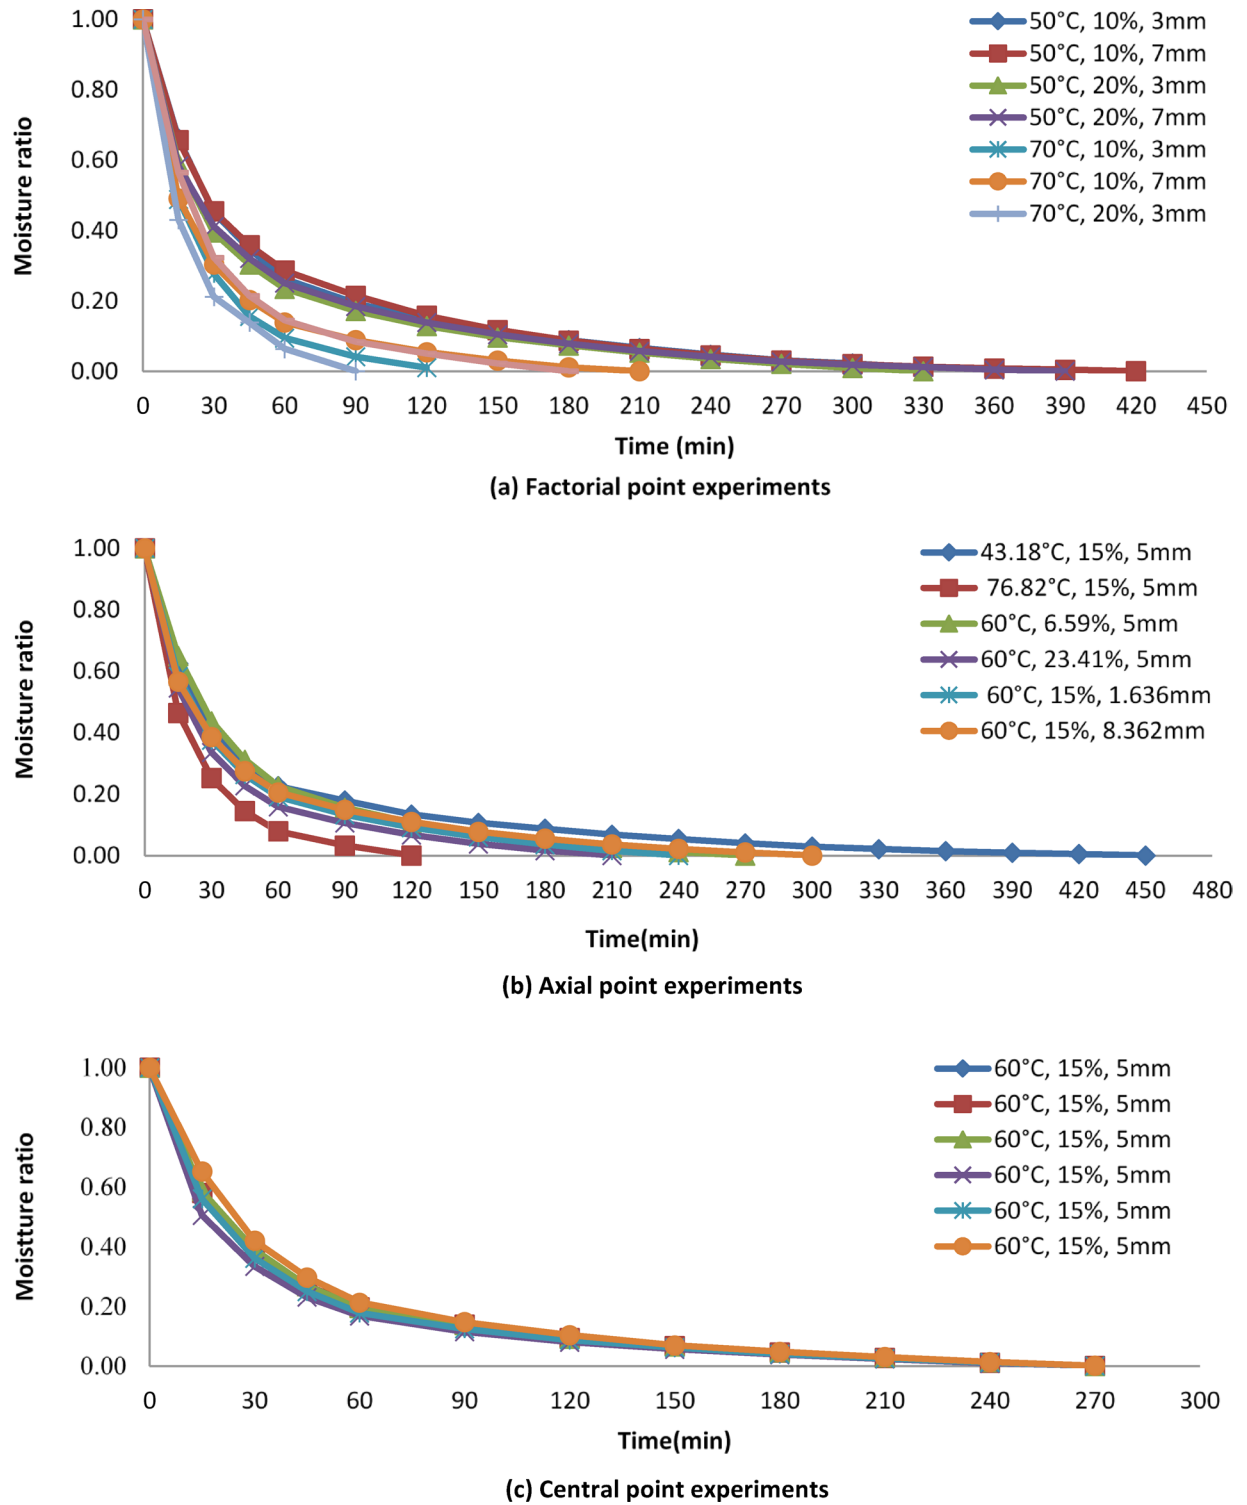 1.00
0.80
0.60
0.40
0.20
0.00
Moisture ratio
50°C, 10%, 3mm
50°C, 10%, 7mm
50°C, 20%, 3mm
50°C, 20%, 7mm
70°C, 10%, 3mm
70°C, 10%, 7mm
70°C, 20%, 3mm
0 30 60 90 120 150 180 210 240 270 300 330 360 390 420 450
Time (min)
(a) Factorial point experiments
1.00
0.80
0.60
0.40
0.20
0.00
Moisture ratio
43.18°C, 15%, 5mm
76.82°C, 15%, 5mm
60°C, 6.59%, 5mm
60°C, 23.41%, 5mm
60°C, 15%, 1.636mm
60°C, 15%, 8.362mm
0 30 60 90 120 150 180 210 240 270 300 330 360 390 420 450 480
Time(min)
(b) Axial point experiments
1.00
0.80
0.60
0.40
0.20
0.00
Moistture ratio
60°C, 15%, 5mm
60°C, 15%, 5mm
60°C, 15%, 5mm
60°C, 15%, 5mm
60°C, 15%, 5mm
60°C, 15%, 5mm
0 30 60 90 120 150 180 210 240 270 300
Time(min)
(c) Central point experiments